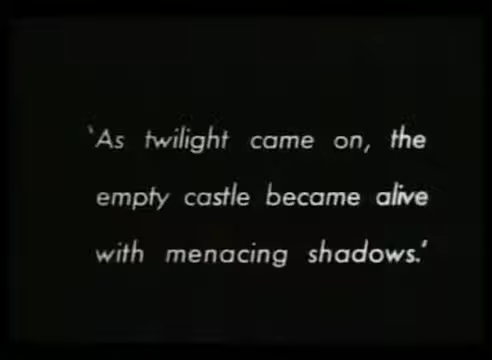 'As twilight came on, the
empty castle became alive
with menacing shadows.'